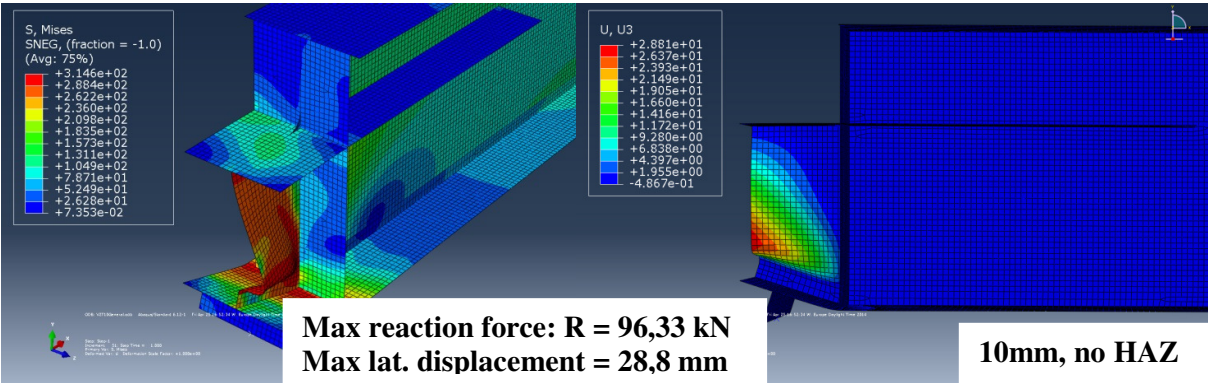 S, Mises
SNEG, (fraction = -1.0)
(Avg: 75%)
+3.146e+02
+2.884e+02
+2.622e+02
+2.360e+02
+2.098e+02
+1.835e+02
+1.573e+02
+1.311e+02
+1.049e+02
+7.871e+01
+5.249e+01
+2.628e+01
+7.353e-02
U, U3
+2.881e+01
+2.637e+01
+2.393e+01
+2.149e+01
+1.905e+01
+1.660e+01
+1.416e+01
+1.172e+01
+9.280e+00
+6.838e+00
+4.397e+00
+1.955e+00
-4.867e-01
Max reaction force: R = 96,33 kN
Max lat. displacement = 28,8 mm
10mm, no HAZ